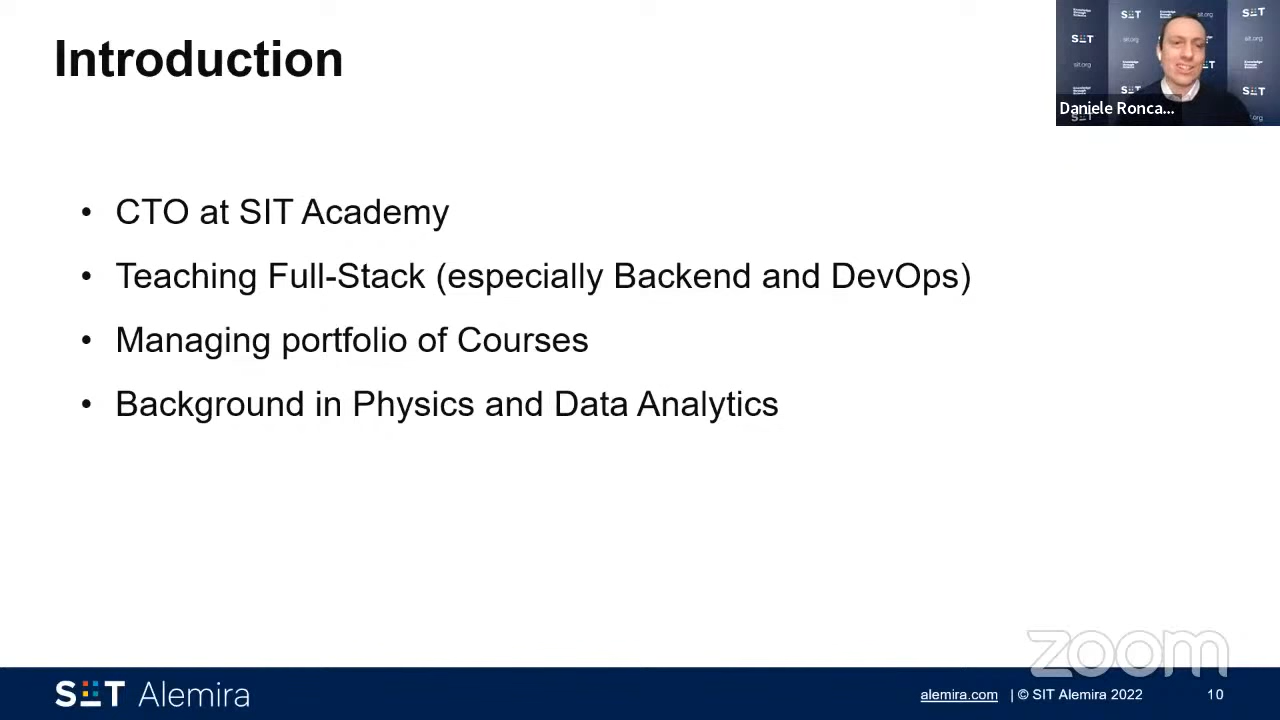 Introduction
Daniele Ronca...
• CTO at SIT Academy
• Teaching Full-Stack (especially Backend and DevOps)
• Managing portfolio of Courses
• Background in Physics and Data Analytics
zoom
SIT Alemira
alemira.com | © SIT Alemira 2022 10